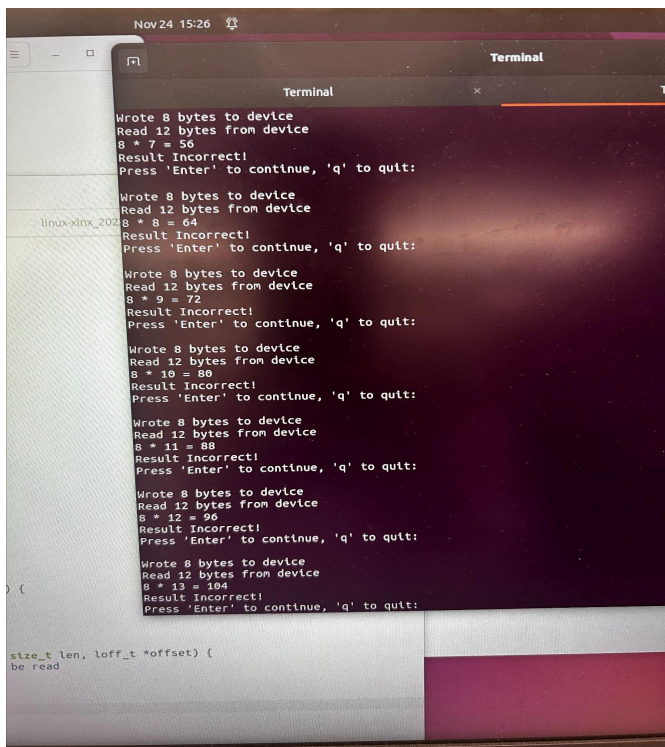 Nov 24 15:26
Terminal
Terminal
Wrote 8 bytes to device
Read 12 bytes from device
8 * 7 = 56
Result Incorrect!
Press 'Enter' to continue, 'q' to quit:
Wrote 8 bytes to device
Read 12 bytes from device
8 * 8 = 64
Result Incorrect!
Press 'Enter' to continue, 'q' to quit:
Wrote 8 bytes to device
Read 12 bytes from device
8 * 9 = 72
Result Incorrect!
Press 'Enter' to continue, 'q' to quit:
Wrote 8 bytes to device
Read 12 bytes from device
8 * 10 = 80
Result Incorrect!
Press 'Enter' to continue, 'q' to quit:
Wrote 8 bytes to device
Read 12 bytes from device
8 * 11 = 88
Result Incorrect!
Press 'Enter' to continue, 'q' to quit:
Wrote 8 bytes to device
Read 12 bytes from device
8 * 12 = 96
Result Incorrect!
Press 'Enter' to continue, 'q' to quit:
Wrote 8 bytes to device
Read 12 bytes from device
8 * 13 = 104
Result Incorrect!
Press 'Enter' to continue, 'q' to quit:
linux-xlnx_202
) {
size_t len, loff_t *offset) {
be read